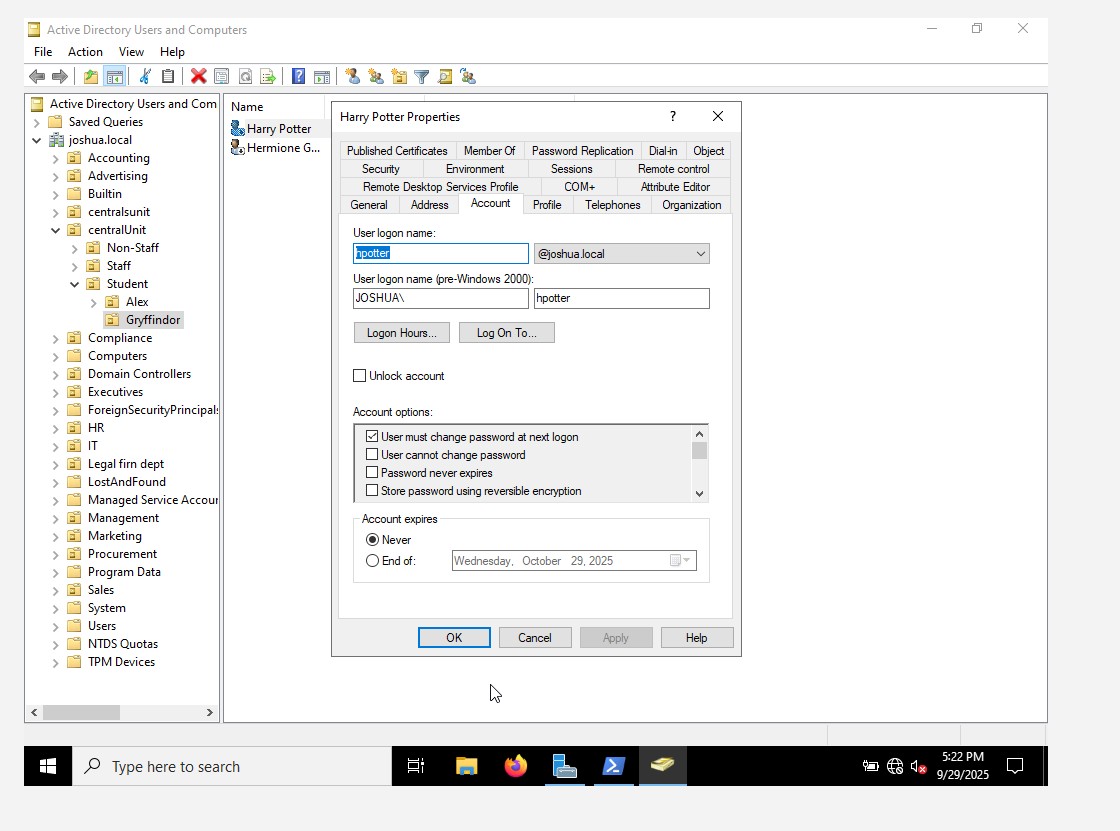 Active Directory Users and Computers
File Action View Help
Active Directory Users and Com
Saved Queries
joshua.local
Accounting
Advertising
Builtin
centralsunit
centralUnit
Non-Staff
Staff
Student
Alex
Gryffindor
Compliance
Computers
Domain Controllers
Executives
ForeignSecurityPrincipals
HR
IT
Legal firn dept
LostAndFound
Managed Service Accour
Management
Marketing
Procurement
Program Data
Sales
System
Users
NTDS Quotas
TPM Devices
Name
Harry Potter
Hermione G...
Harry Potter Properties ?
Published Certificates Member Of Password Replication Dial-in Object
Security Environment Sessions Remote control
Remote Desktop Services Profile COM+ Attribute Editor
General Address Account Profile Telephones Organization
User logon name:
hpotter @joshua.local
User logon name (pre-Windows 2000):
JOSHUA\ hpotter
Logon Hours... Log On To...
Unlock account
Account options:
User must change password at next logon
User cannot change password
Password never expires
Store password using reversible encryption
Account expires
Never
End of: Wednesday, October 29, 2025
OK Cancel Apply Help
Type here to search
5:22 PM
9/29/2025